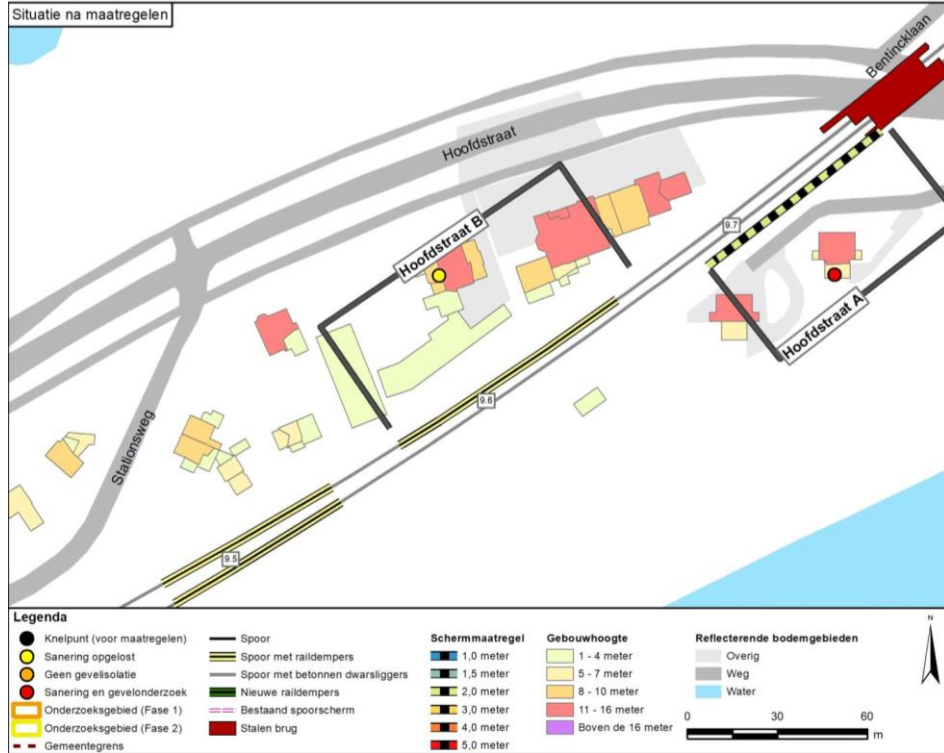 Situatie na maatregelen
Bentincklaan
Hoofdstraat
Hoofdstraat B
9.7
Hoofdstraat A
9.6
Stationsweg
9.5
Legenda
Knelpunt (voor maatregelen)
Sanering opgelost
Geen gevelisolatie
Sanering en gevelonderzoek
Onderzoeksgebied (Fase 1)
Onderzoeksgebied (Fase 2)
Gemeentegrens
Spoor
Spoor met raildempers
Spoor met betonnen dwarsliggers
Nieuwe raildempers
Bestaand spoorscherm
Stalen brug
Schermmaatregel
1,0 meter
1,5 meter
2,0 meter
3,0 meter
4,0 meter
5,0 meter
Gebouwhoogte
1 - 4 meter
5 - 7 meter
8 - 10 meter
11 - 16 meter
Boven de 16 meter
Reflecterende bodemgebieden
Overig
Weg
Water
N
0 30 60
m